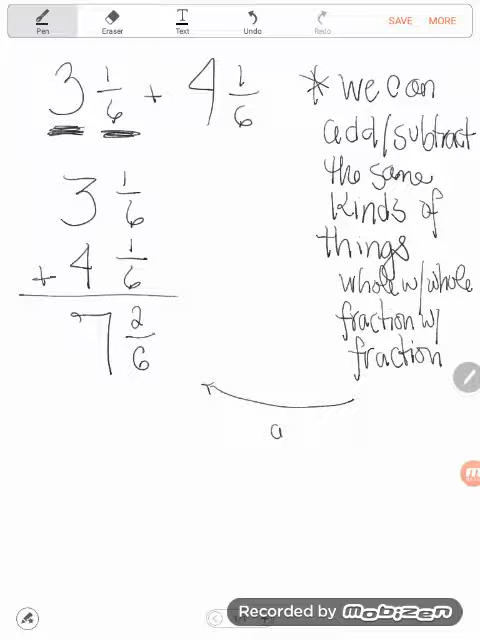 Pen
Eraser
Text
Undo
Redo
SAVE
MORE
3 1/6 + 4 1/6
3 1/6
+ 4 1/6
7 2/6
* we can
add/subtract
the same
kinds of
things
whole w/ whole
fraction w/
fraction
a
Recorded by mobizen